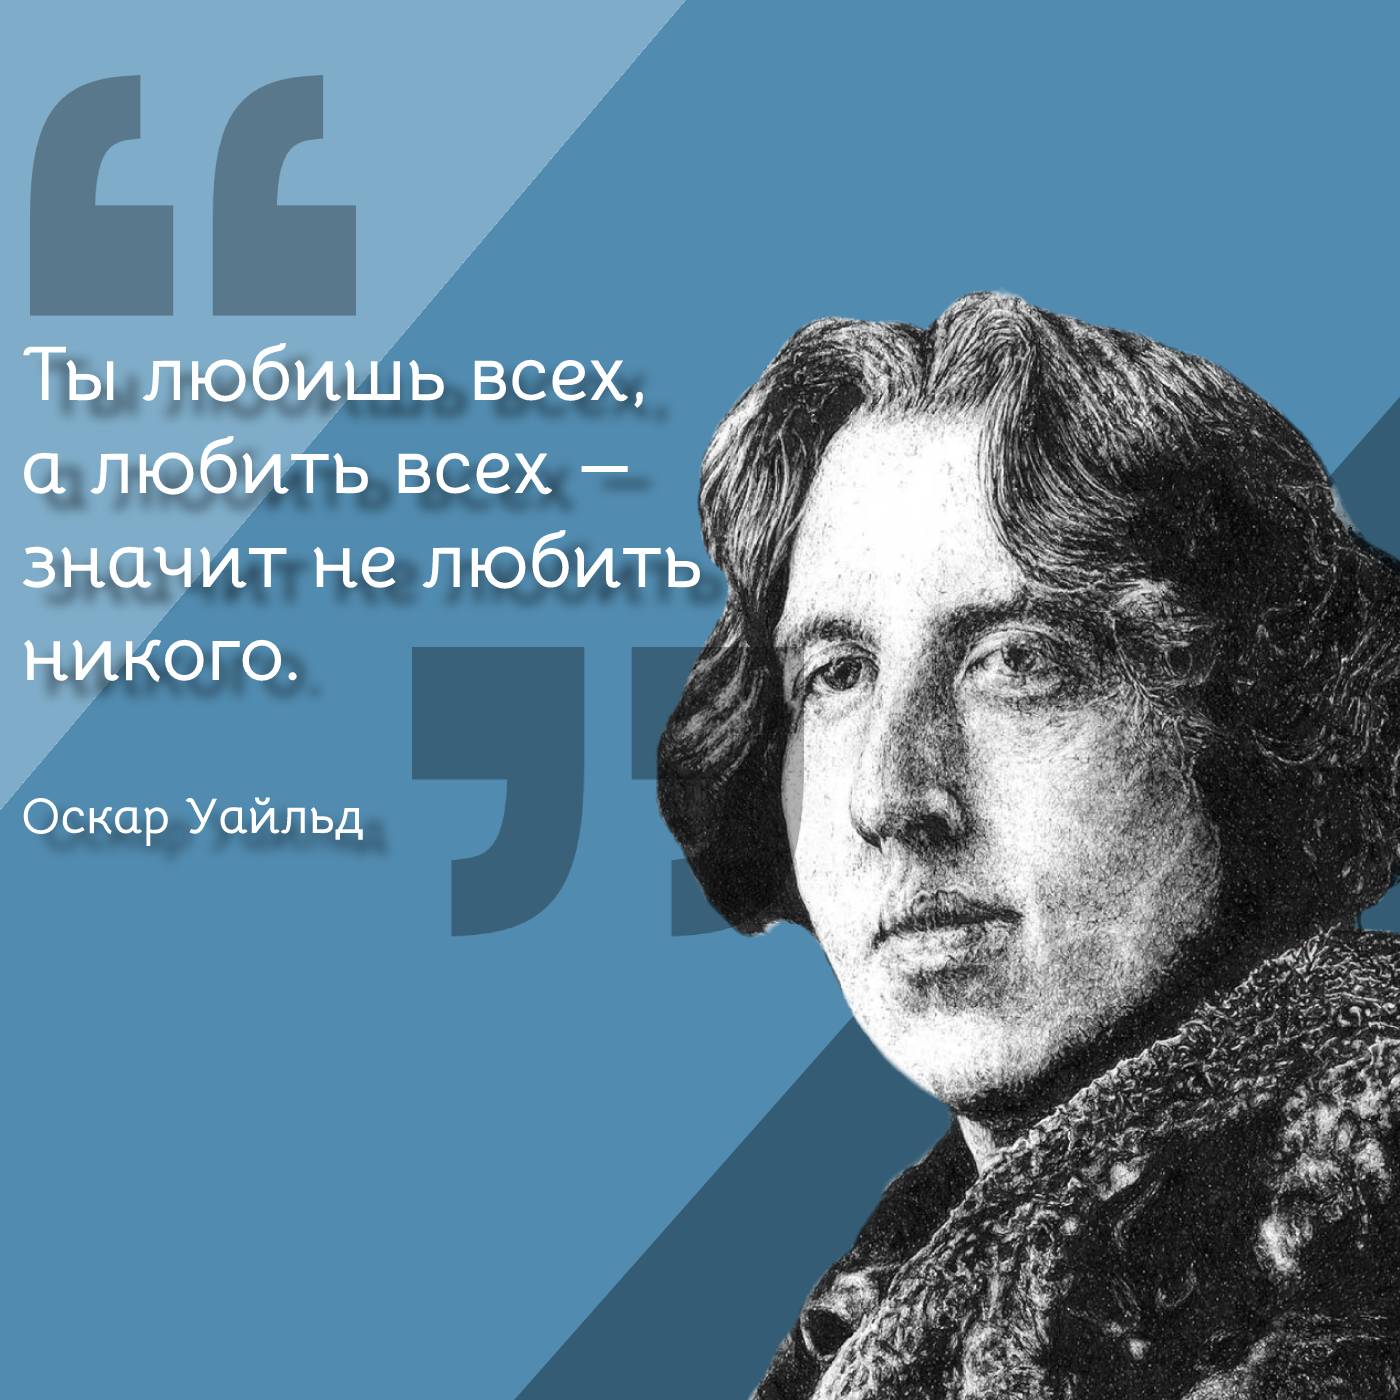 Ты любишь всех,
а любить всех —
значит не любить
никого.
Оскар Уайльд